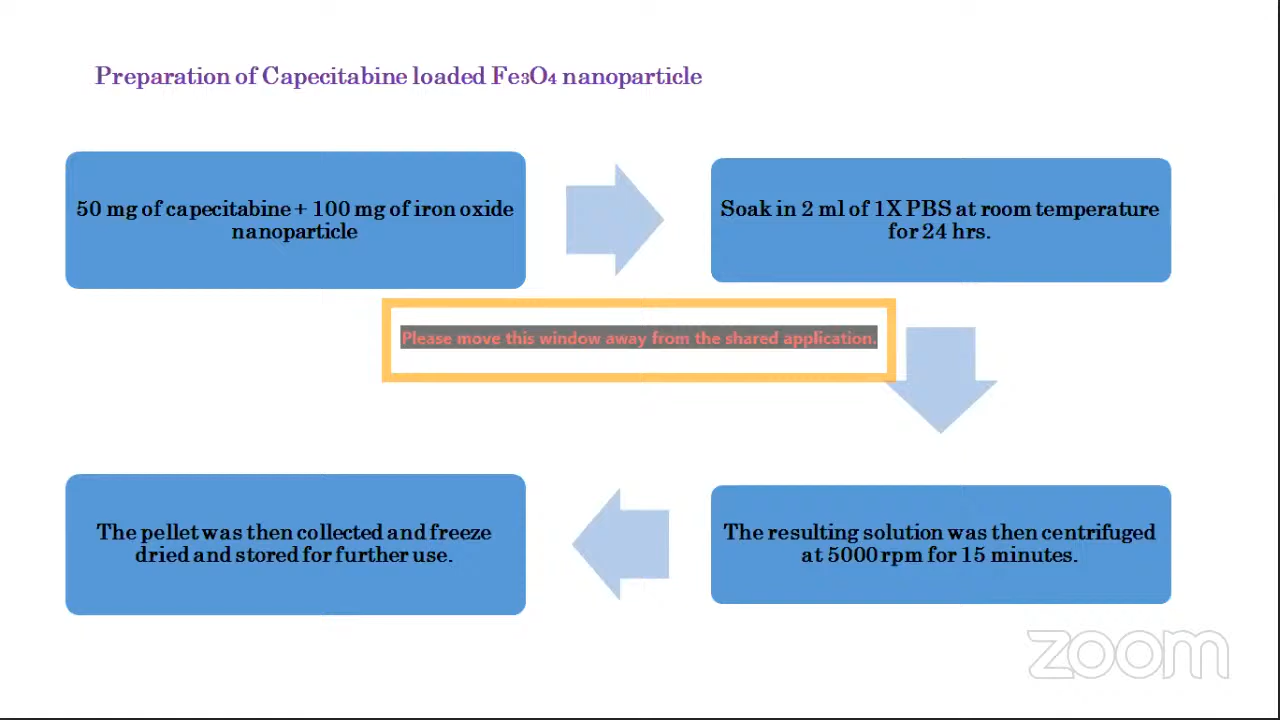 Preparation of Capecitabine loaded Fe₃O₄ nanoparticle
50 mg of capecitabine + 100 mg of iron oxide
nanoparticle
Soak in 2 ml of 1X PBS at room temperature
for 24 hrs.
Please move this window away from the shared application.
The resulting solution was then centrifuged
at 5000 rpm for 15 minutes.
The pellet was then collected and freeze
dried and stored for further use.
zoom